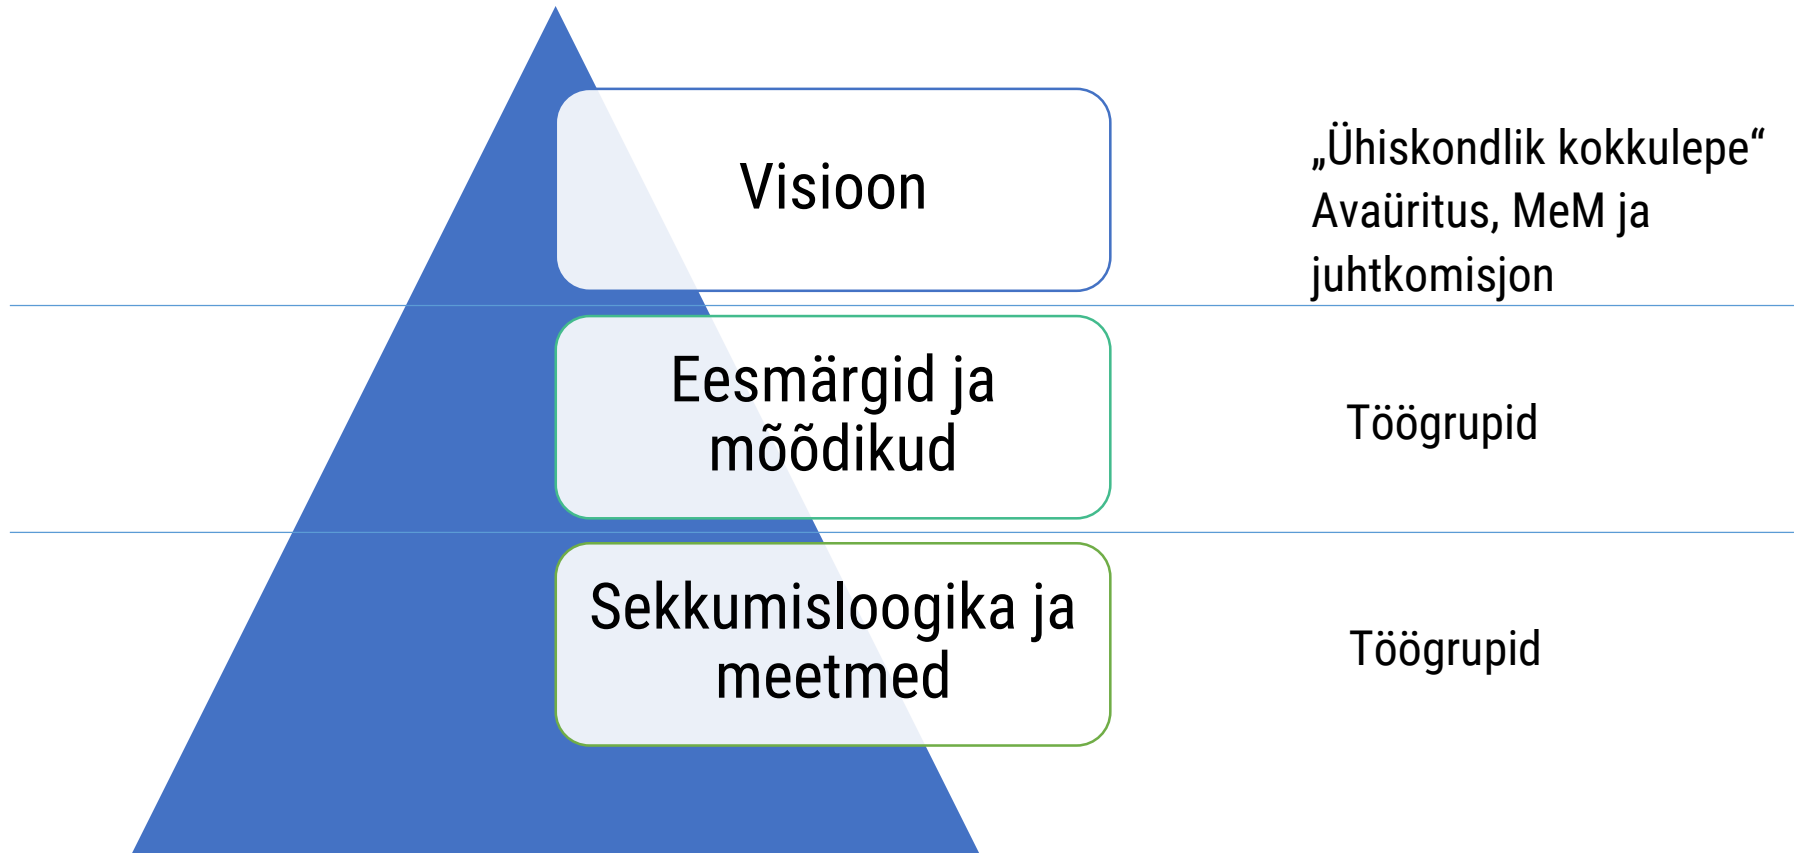 Visioon
„Ühiskondlik kokkulepe“
Avaüritus, MeM ja
juhtkomisjon
Eesmärgid ja
mõõdikud
Töögrupid
Sekkumisloogika ja
meetmed
Töögrupid